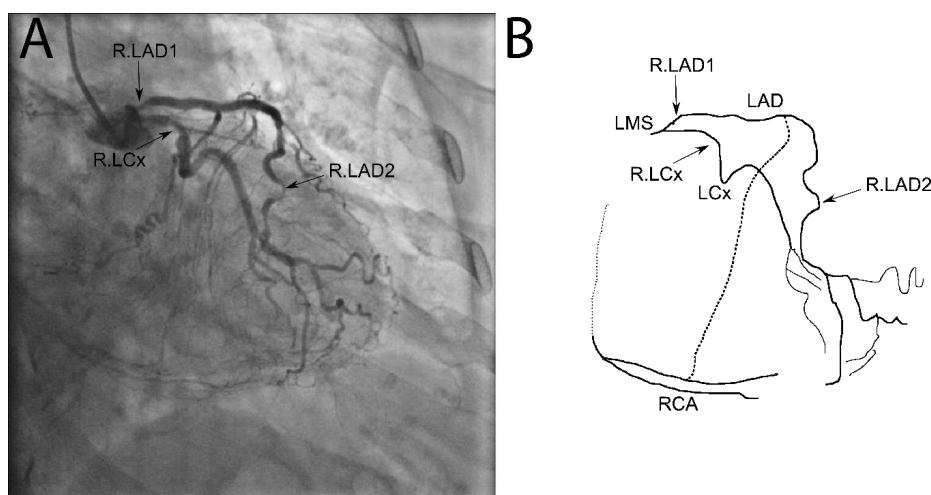 A
R.LAD1
R.LCx
R.LAD2
B
R.LAD1
LAD
LMS
R.LCx
LCx
R.LAD2
RCA